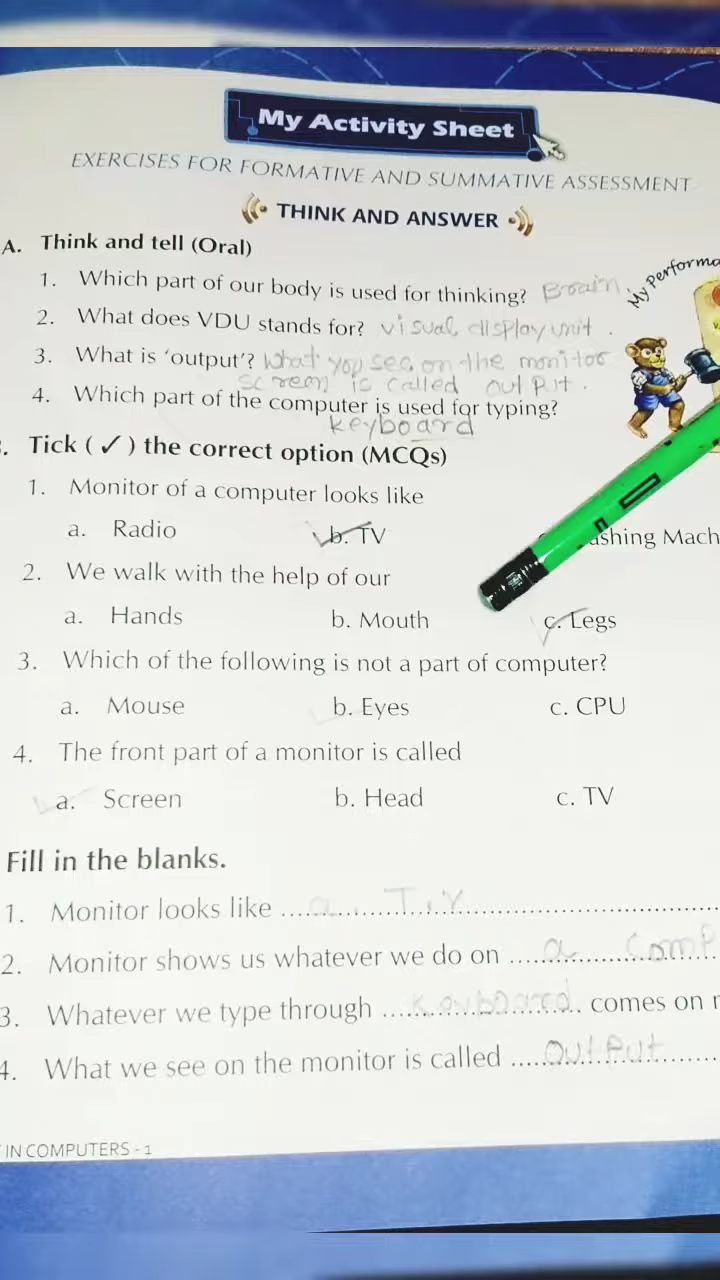 My Activity Sheet
EXERCISES FOR FORMATIVE AND SUMMATIVE ASSESSMENT
THINK AND ANSWER
A. Think and tell (Oral)
My Performa
1. Which part of our body is used for thinking? Brain
2. What does VDU stands for? visual display unit.
3. What is 'output'? What you see on the monitor
screen is called output.
4. Which part of the computer is used for typing?
keyboard
. Tick ( ✓ ) the correct option (MCQs)
1. Monitor of a computer looks like
a. Radio b. TV ashing Mach
2. We walk with the help of our
a. Hands b. Mouth c. Legs
3. Which of the following is not a part of computer?
a. Mouse b. Eyes c. CPU
4. The front part of a monitor is called
a. Screen b. Head c. TV
Fill in the blanks.
1. Monitor looks like a T.V
2. Monitor shows us whatever we do on a comp
3. Whatever we type through keyboard comes on
4. What we see on the monitor is called output
IN COMPUTERS - 1